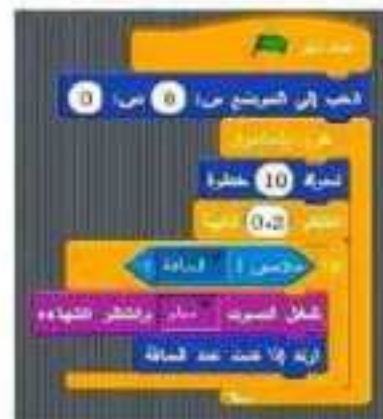 عند نقر
اذهب إلى الموضع س: 0 ص: 0
كرر باستمرار
تحرك 10 خطوة
انتظر 0.2 ثانية
ملامس لـ الحافة ؟
شغل الصوت وانتظر انتهاءه
ارتد إذا كنت عند الحافة